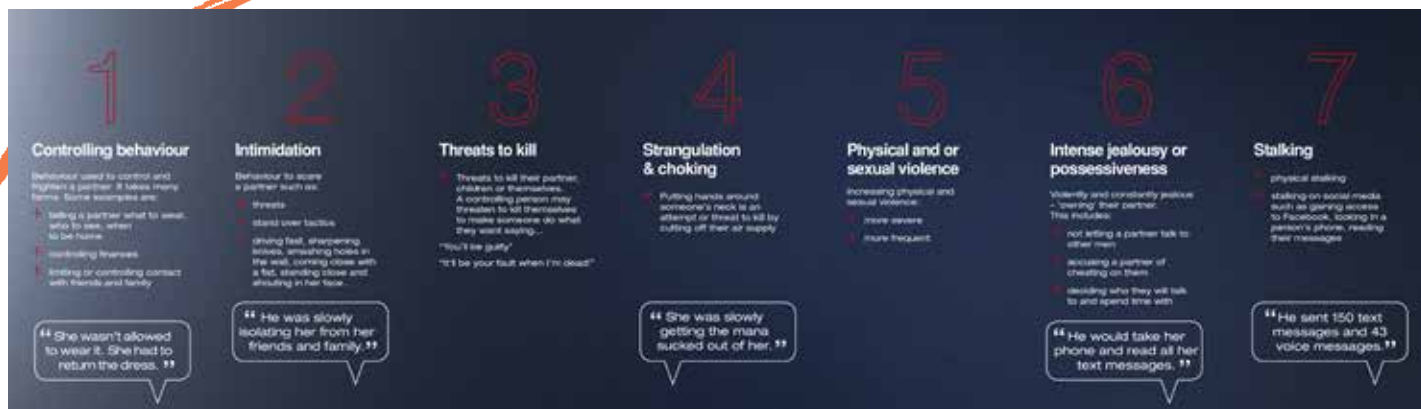 1
Controlling behaviour
Behaviour used to control and
frighten a partner. It takes many
forms. Some examples are:
telling a partner what to wear,
who to see, when
to be home
controlling finances
limiting or controlling contact
with friends and family
“She wasn't allowed
to wear it. She had to
return the dress.”
2
Intimidation
Behaviour to scare
a partner such as:
threats
stand over tactics
driving fast, sharpening
knives, smashing holes in
the wall, coming close with
a fist, standing close and
shouting in her face
“He was slowly
isolating her from her
friends and family.”
3
Threats to kill
Threats to kill their partner,
children or themselves.
A controlling person may
threaten to kill themselves
to make someone do what
they want saying...
“You'll be guilty”
“It'll be your fault when I'm dead!”
4
Strangulation
& choking
Putting hands around
someone's neck is an
attempt or threat to kill by
cutting off their air supply
“She was slowly
getting the mana
sucked out of her.”
5
Physical and or
sexual violence
Increasing physical and
sexual violence:
more severe
more frequent
6
Intense jealousy or
possessiveness
Violently and constantly jealous
– ‘owning’ their partner.
This includes:
not letting a partner talk to
other men
accusing a partner of
cheating on them
deciding who they will talk
to and spend time with
“He would take her
phone and read all her
text messages.”
7
Stalking
physical stalking
stalking on social media
such as gaining access
to Facebook, looking in a
person's phone, reading
their messages
“He sent 150 text
messages and 43
voice messages.”